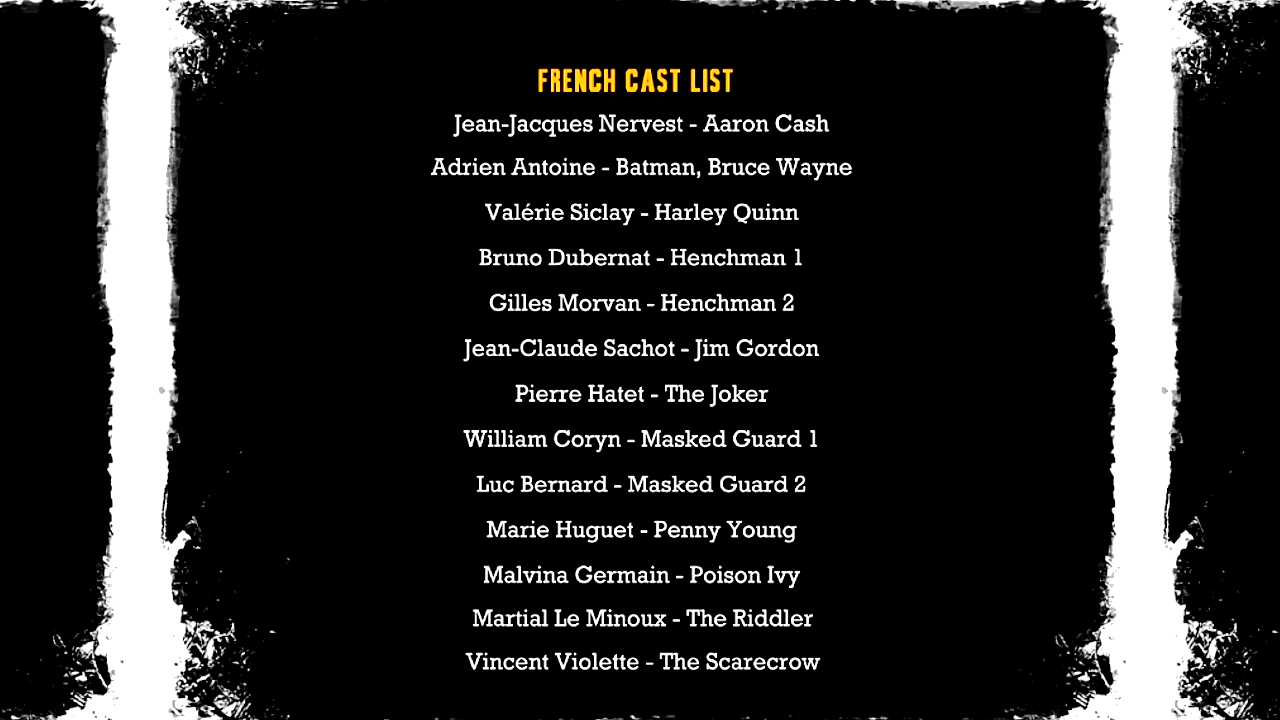 FRENCH CAST LIST
Jean-Jacques Nervest - Aaron Cash
Adrien Antoine - Batman, Bruce Wayne
Valérie Siclay - Harley Quinn
Bruno Dubernat - Henchman 1
Gilles Morvan - Henchman 2
Jean-Claude Sachot - Jim Gordon
Pierre Hatet - The Joker
William Coryn - Masked Guard 1
Luc Bernard - Masked Guard 2
Marie Huguet - Penny Young
Malvina Germain - Poison Ivy
Martial Le Minoux - The Riddler
Vincent Violette - The Scarecrow